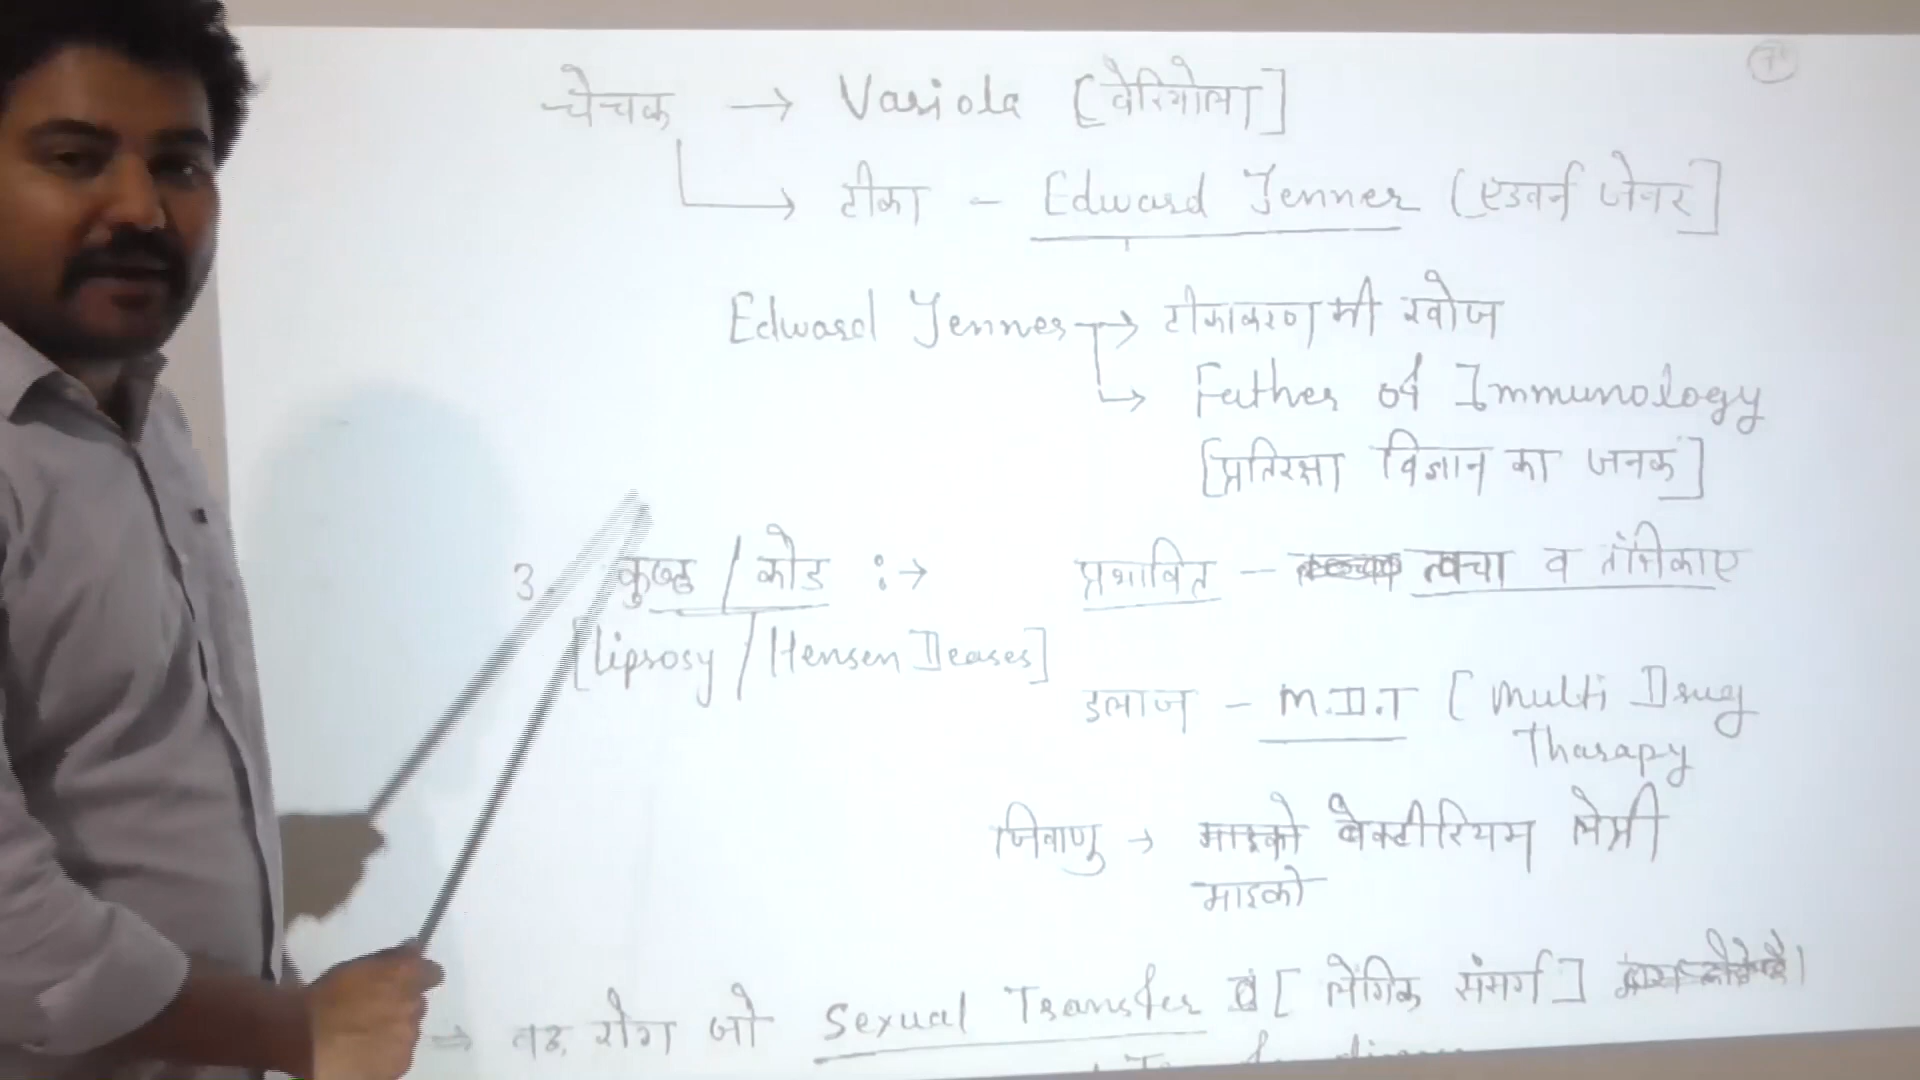 चेचक → Variola [वेरियोला]
→ टीका - Edward Jenner (एडवर्न जेनर]
Edward Jenner → टीकाकरण की खोज
→ Father of Immunology
[प्रतिरक्षा विज्ञान का जनक]
3. कुष्ठ / कोड :→ प्रभावित - त्वचा व तंत्रिकाए
[Liprosy / Hensen Deases]
इलाज - M.D.T [Multi Drug
Tharapy
जिवाणु → माइको बेक्टीरियम लेप्री
माइको
⇒ वह रोग जो Sexual Transfer [लैंगिक संसर्ग]